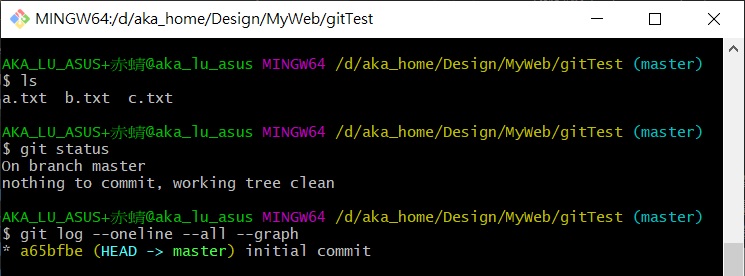 MINGW64:/d/aka_home/Design/MyWeb/gitTest
AKA_LU_ASUS+赤蜻@aka_lu_asus MINGW64 /d/aka_home/Design/MyWeb/gitTest (master)
$ ls
a.txt  b.txt  c.txt
AKA_LU_ASUS+赤蜻@aka_lu_asus MINGW64 /d/aka_home/Design/MyWeb/gitTest (master)
$ git status
On branch master
nothing to commit, working tree clean
AKA_LU_ASUS+赤蜻@aka_lu_asus MINGW64 /d/aka_home/Design/MyWeb/gitTest (master)
$ git log --oneline --all --graph
* a65bfbe (HEAD -> master) initial commit